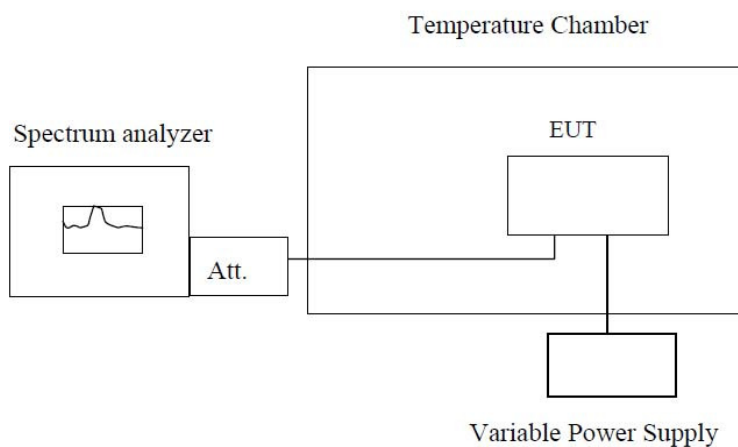 Temperature Chamber
Spectrum analyzer
EUT
Att.
Variable Power Supply